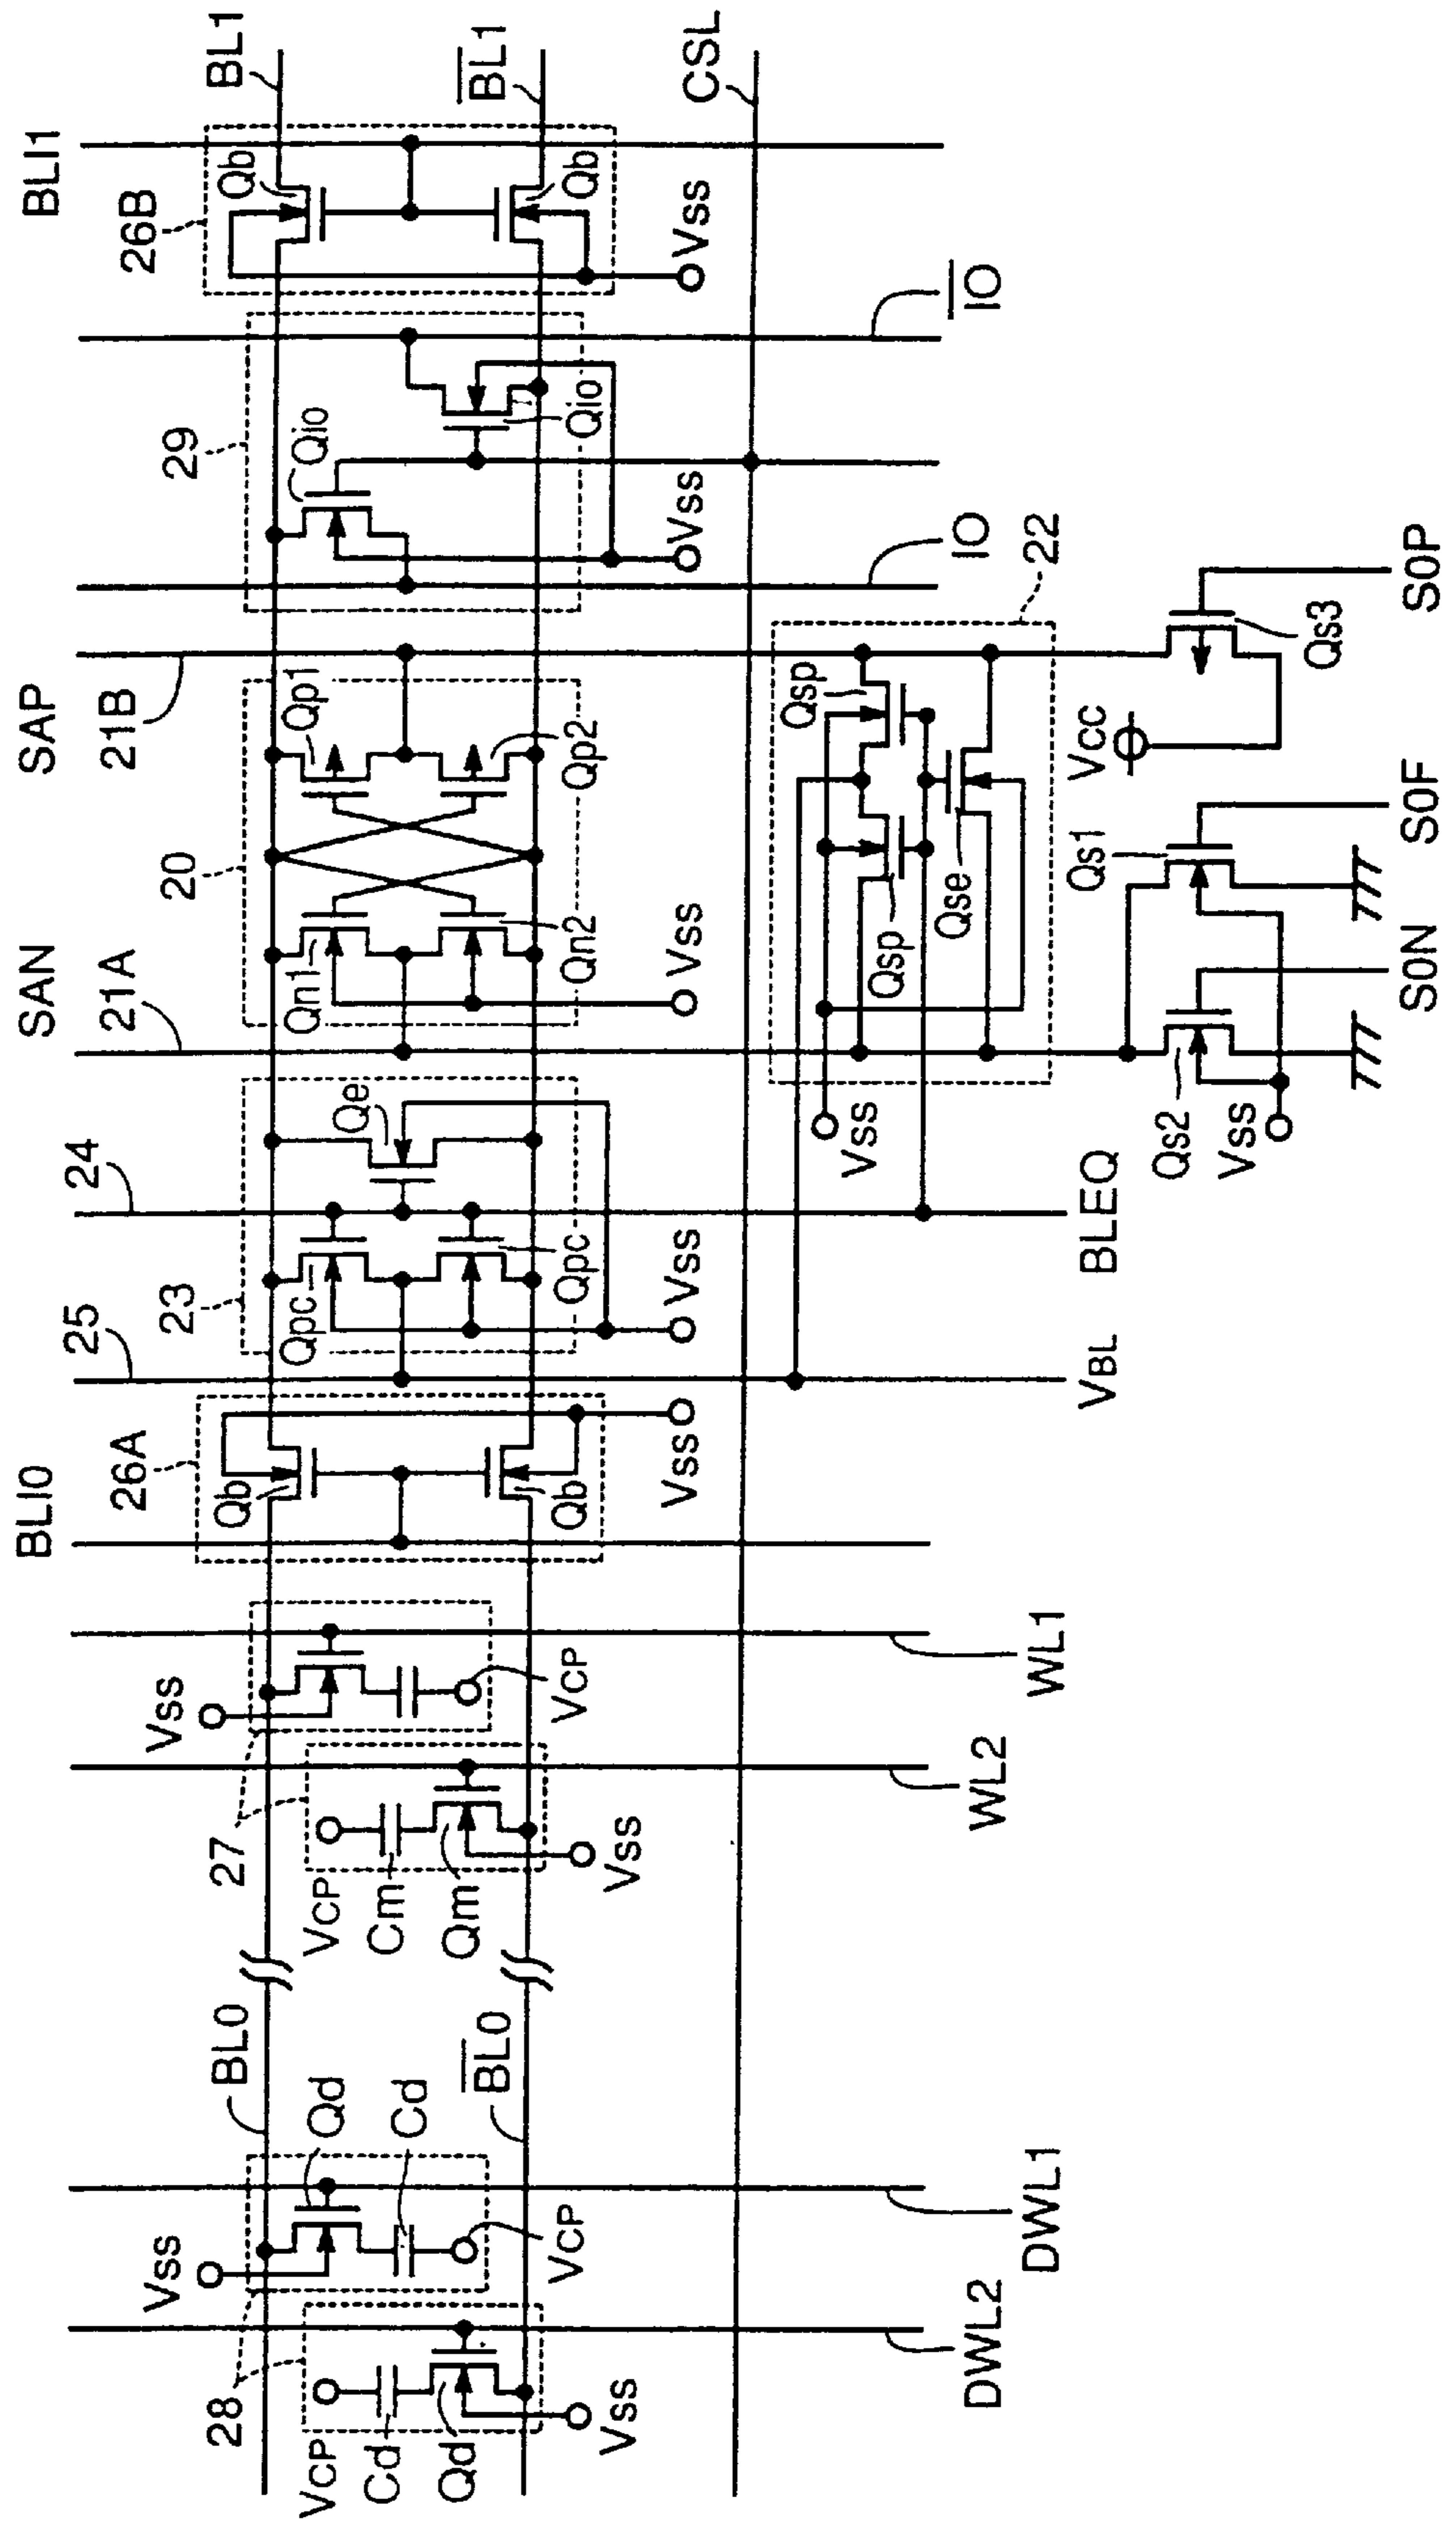 BLI0
25
24
SAN
SAP
BLI1
26A
23
21A
20
21B
29
26B
Qb
Qpc
Qe
Qn1
Qp1
Qio
Qb
BL1
Vss
Vss
BL0
Qd
Cd
28
27
VCP
VCP
VCP
VCP
Cd
Qd
Cm
Qm
Vss
Vss
BL0
Qb
Qpc
Qn2
Qp2
Qio
Qb
BL1
Vss
Vss
Vss
Vss
Vss
CSL
DWL2
DWL1
WL2
WL1
VBL
BLEQ
Vss
Qsp
Qsp
Qse
22
IO
IO
Qs2
Qs1
Vss
Vcc
Qs3
S0N
S0F
S0P